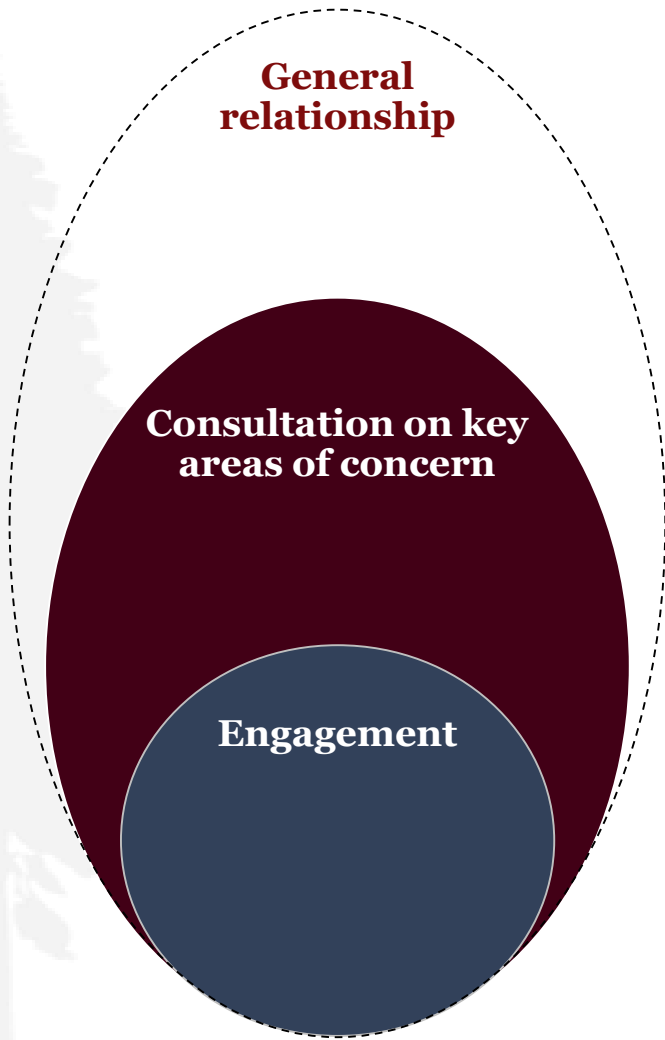 General
relationship
Consultation on key
areas of concern
Engagement